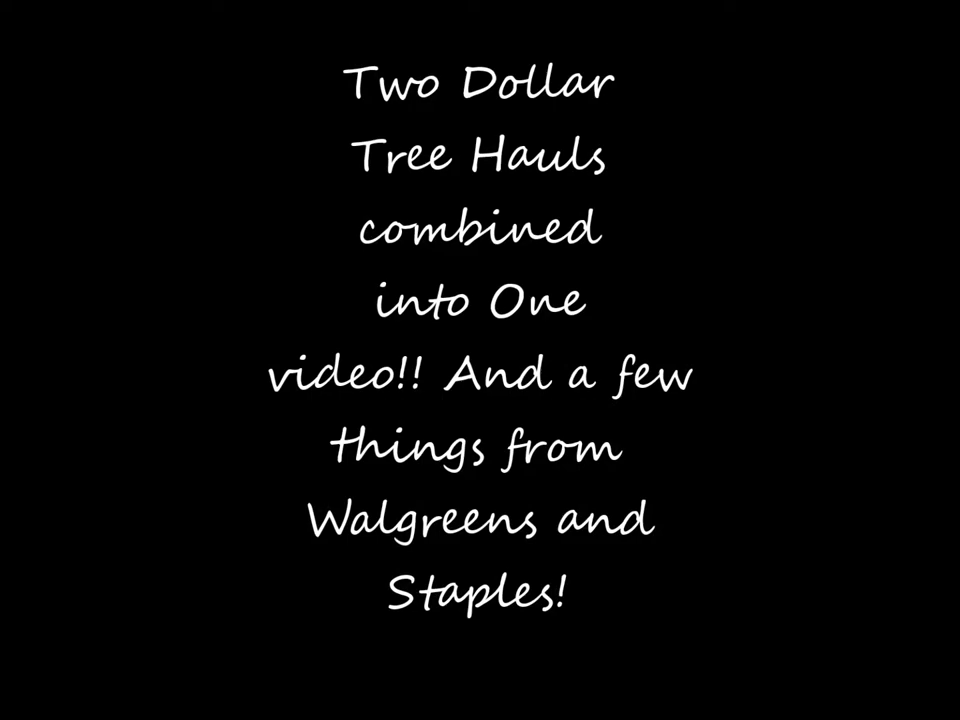 Two Dollar
Tree Hauls
combined
into One
video!! And a few
things from
Walgreens and
Staples!